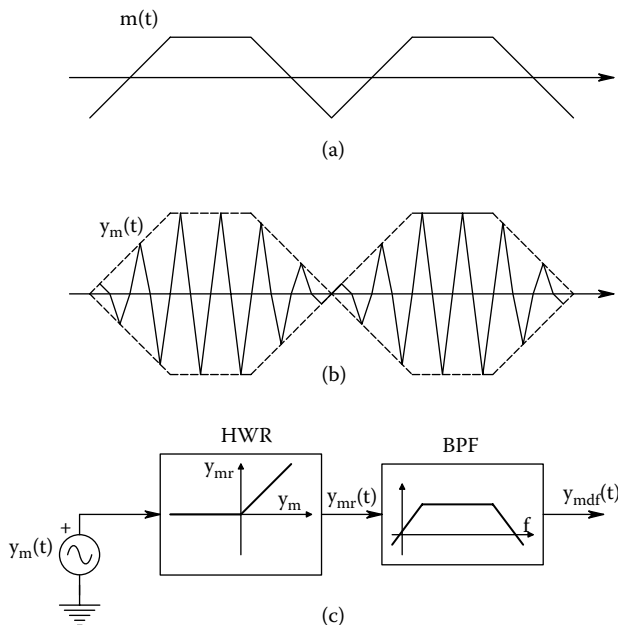 m(t)
(a)
y_m(t)
(b)
HWR
BPF
y_mr
y_m
y_mr(t)
f
y_mdf(t)
+
y_m(t)
(c)